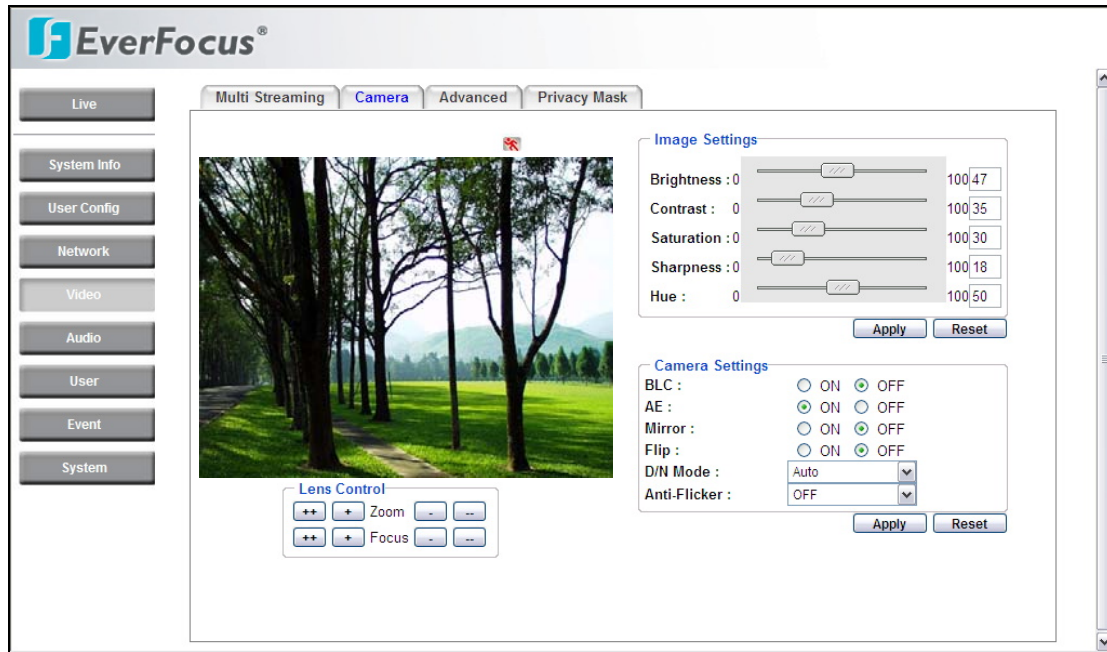 EverFocus®
Live
System Info
User Config
Network
Video
Audio
User
Event
System
Multi Streaming
Camera
Advanced
Privacy Mask
Lens Control
++ + Zoom - --
++ + Focus - --
Image Settings
Brightness : 0 100 47
Contrast : 0 100 35
Saturation : 0 100 30
Sharpness : 0 100 18
Hue : 0 100 50
Apply Reset
Camera Settings
BLC : ON OFF
AE : ON OFF
Mirror : ON OFF
Flip : ON OFF
D/N Mode : Auto
Anti-Flicker : OFF
Apply Reset